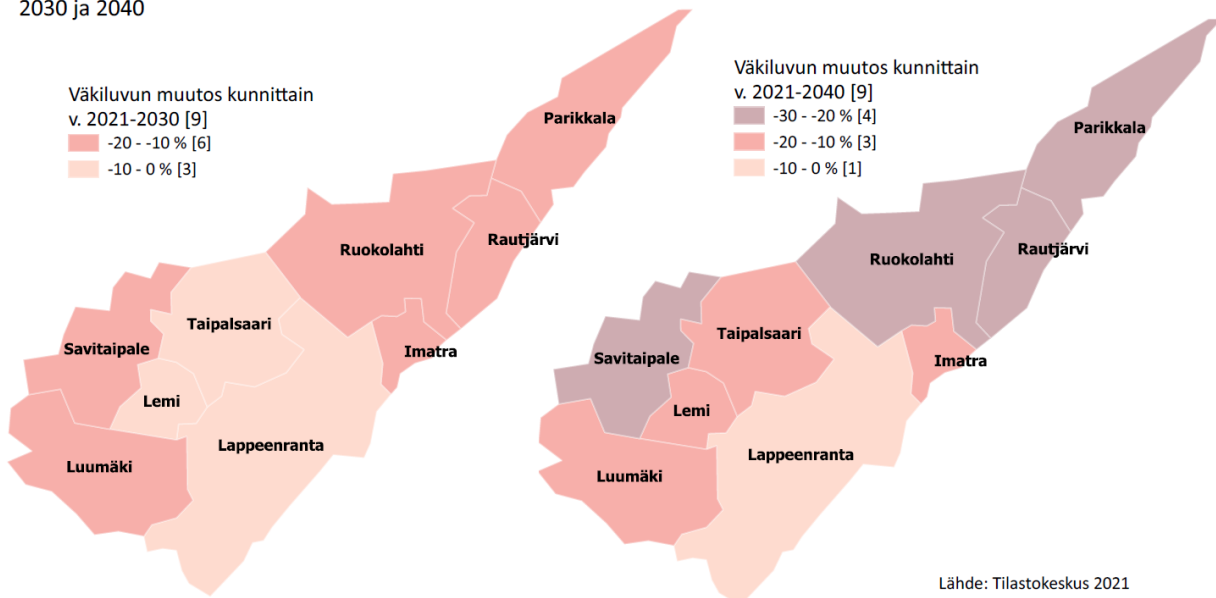 2030 ja 2040
Väkiluvun muutos kunnittain
v. 2021-2030 [9]
-20 - -10 % [6]
-10 - 0 % [3]
Parikkala
Rautjärvi
Ruokolahti
Taipalsaari
Imatra
Savitaipale
Lemi
Lappeenranta
Luumäki
Väkiluvun muutos kunnittain
v. 2021-2040 [9]
-30 - -20 % [4]
-20 - -10 % [3]
-10 - 0 % [1]
Parikkala
Rautjärvi
Ruokolahti
Taipalsaari
Savitaipale
Imatra
Lemi
Lappeenranta
Luumäki
Lähde: Tilastokeskus 2021